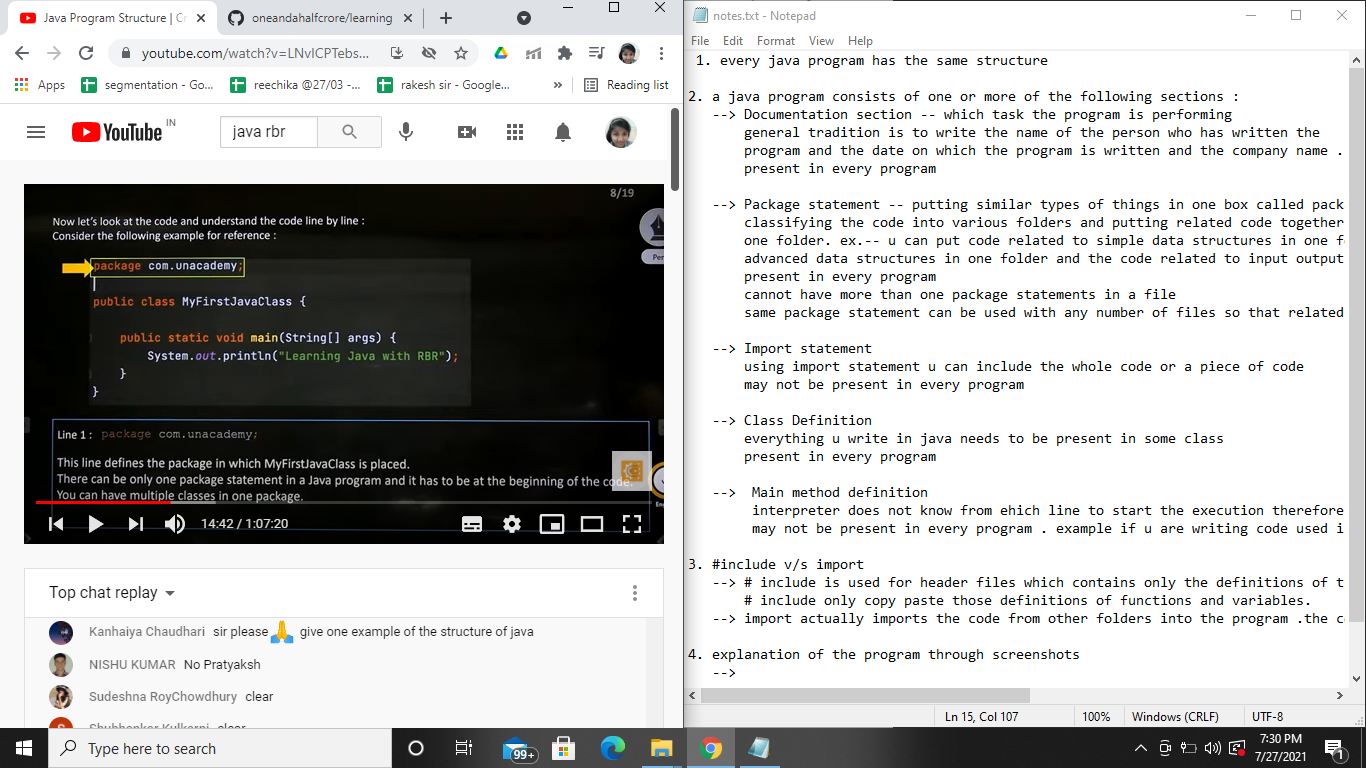 Java Program Structure | Cr
oneandahalfcrore/learning
youtube.com/watch?v=LNvlCPTebs...
Apps
segmentation - Go...
reechika @27/03 -...
rakesh sir - Google...
»
Reading list
YouTube IN
java rbr
8/19
Now let's look at the code and understand the code line by line :
Consider the following example for reference :
package com.unacademy;
public class MyFirstJavaClass {
public static void main(String[] args) {
System.out.println("Learning Java with RBR");
}
}
Line 1 : package com.unacademy;
This line defines the package in which MyFirstJavaClass is placed.
There can be only one package statement in a Java program and it has to be at the beginning of the code.
You can have multiple classes in one package.
14:42 / 1:07:20
Top chat replay
Kanhaiya Chaudhari sir please 🙏 give one example of the structure of java
NISHU KUMAR No Pratyaksh
Sudeshna RoyChowdhury clear
Shubhankar Kulkarni clear
notes.txt - Notepad
File Edit Format View Help
1. every java program has the same structure
2. a java program consists of one or more of the following sections :
--> Documentation section -- which task the program is performing
general tradition is to write the name of the person who has written the
program and the date on which the program is written and the company name .
present in every program
--> Package statement -- putting similar types of things in one box called pack
classifying the code into various folders and putting related code together
one folder. ex.-- u can put code related to simple data structures in one fo
advanced data structures in one folder and the code related to input output
present in every program
cannot have more than one package statements in a file
same package statement can be used with any number of files so that related
--> Import statement
using import statement u can include the whole code or a piece of code
may not be present in every program
--> Class Definition
everything u write in java needs to be present in some class
present in every program
--> Main method definition
interpreter does not know from ehich line to start the execution therefore
may not be present in every program . example if u are writing code used i
3. #include v/s import
--> # include is used for header files which contains only the definitions of t
# include only copy paste those definitions of functions and variables.
--> import actually imports the code from other folders into the program .the c
4. explanation of the program through screenshots
-->
Ln 15, Col 107
100%
Windows (CRLF)
UTF-8
Type here to search
99+
7:30 PM
7/27/2021
1